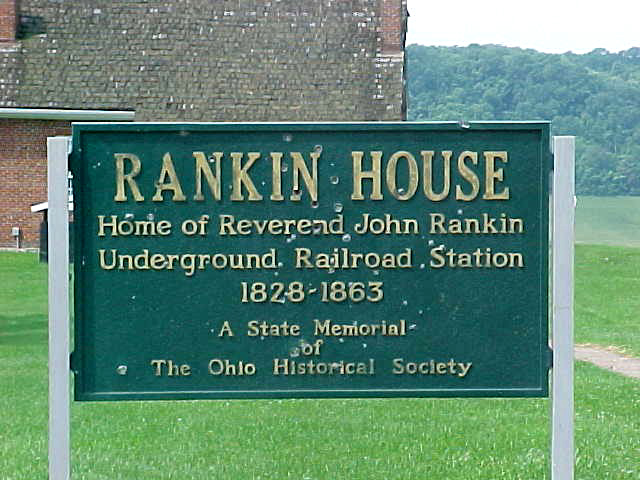 RANKIN HOUSE
Home of Reverend John Rankin
Underground Railroad Station
1828-1863
A State Memorial
of
The Ohio Historical Society